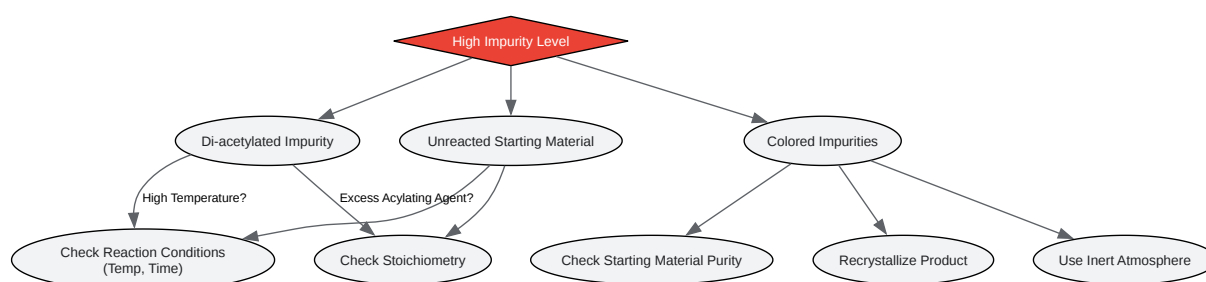 High Impurity Level
Di-acetylated Impurity
Unreacted Starting Material
Colored Impurities
High Temperature?
Excess Acylating Agent?
Check Reaction Conditions
(Temp, Time)
Check Stoichiometry
Check Starting Material Purity
Recrystallize Product
Use Inert Atmosphere